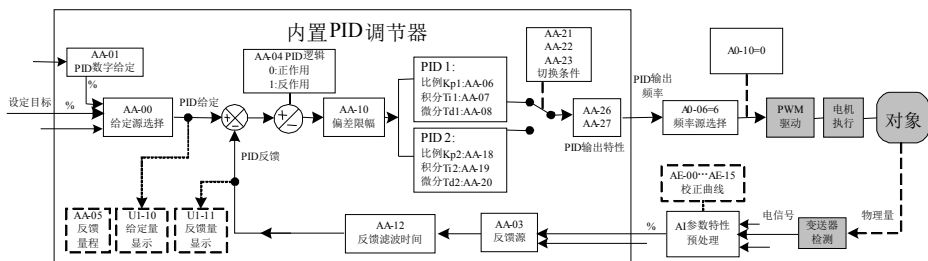 内置PID调节器
AA-01
PID数字给定
%
设定目标
%
AA-00
给定源选择
PID给定
AA-04 PID逻辑
0:正作用
1:反作用
AA-10
偏差限幅
PID 1:
比例Kp1:AA-06
积分Ti1:AA-07
微分Td1:AA-08
PID 2:
比例Kp2:AA-18
积分Ti2:AA-19
微分Td2:AA-20
AA-21
AA-22
AA-23
切换条件
AA-26
AA-27
PID输出特性
PID输出
频率
A0-10=0
A0-06=6
频率源选择
PWM
驱动
电机
执行
对象
PID反馈
AA-05
反馈
量程
U1-10
给定量
显示
U1-11
反馈量
显示
AA-12
反馈滤波时间
AA-03
反馈源
%
AE-00…AE-15
校正曲线
AI参数特性
预处理
电信号
变送器
检测
物理量